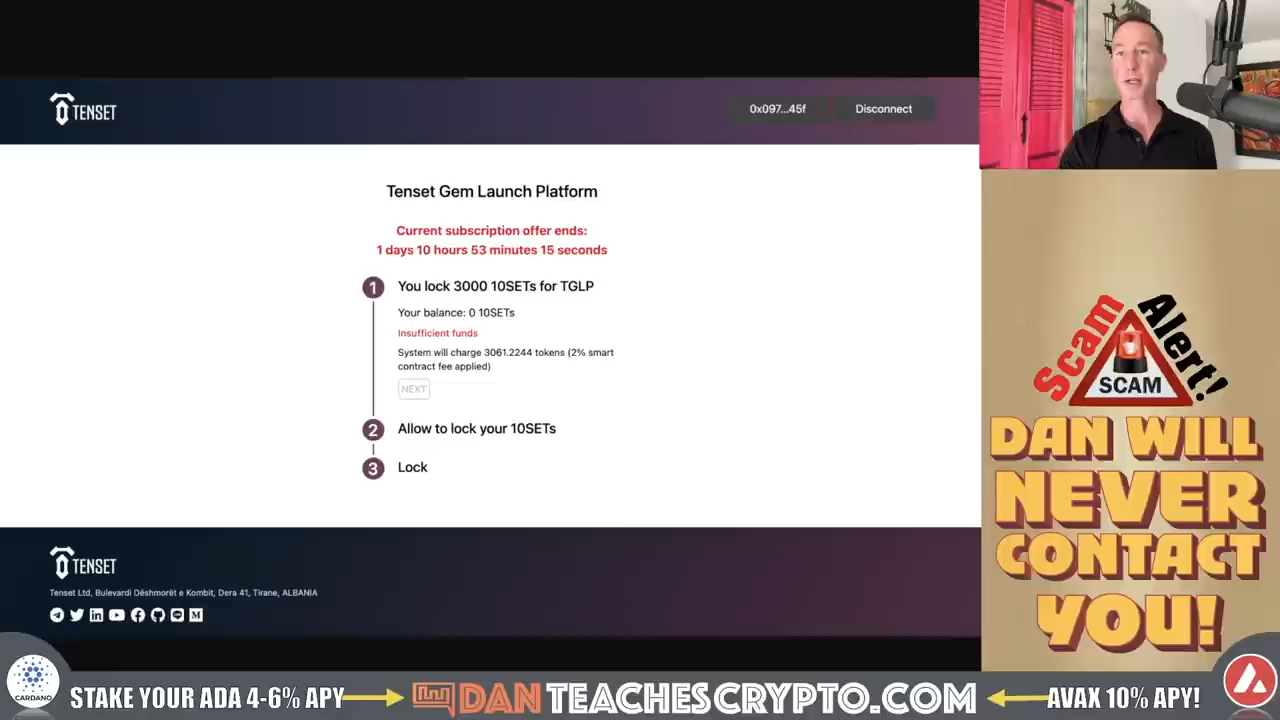 TENSET
0x097...45f
Disconnect
Tenset Gem Launch Platform
Current subscription offer ends:
1 days 10 hours 53 minutes 15 seconds
1
You lock 3000 10SETs for TGLP
Your balance: 0 10SETs
Insufficient funds
System will charge 3061.2244 tokens (2% smart
contract fee applied)
NEXT
2
Allow to lock your 10SETs
3
Lock
TENSET
Tenset Ltd, Bulevardi Dëshmorët e Kombit, Dera 41, Tirane, ALBANIA
Scam Alert!
SCAM
DAN WILL
NEVER
CONTACT
YOU!
CARDANO
STAKE YOUR ADA 4-6% APY
DANTEACHESCRYPTO.COM
AVAX 10% APY!